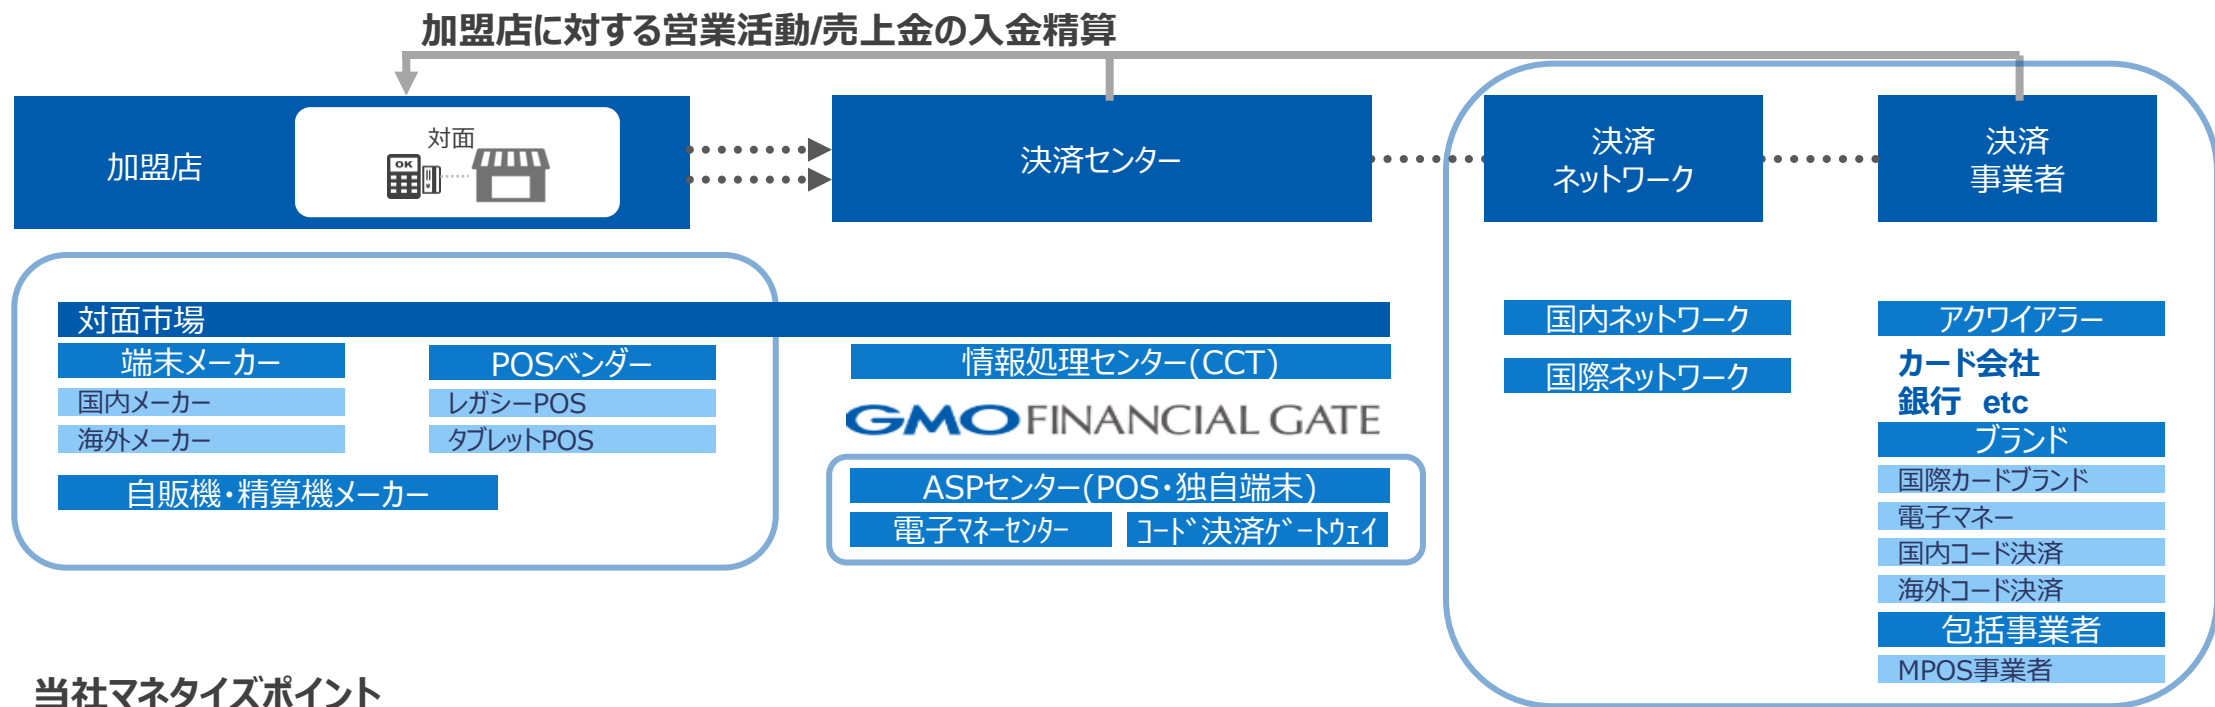 加盟店に対する営業活動/売上金の入金精算
加盟店
対面
OK
決済センター
決済
ネットワーク
決済
事業者
対面市場
端末メーカー
国内メーカー
海外メーカー
POSベンダー
レガシーPOS
タブレットPOS
自販機・精算機メーカー
情報処理センター(CCT)
GMO FINANCIAL GATE
ASPセンター(POS・独自端末)
電子ﾏﾈｰｾﾝﾀｰ
ｺｰﾄﾞ決済ｹﾞｰﾄｳｪｲ
国内ネットワーク
国際ネットワーク
アクワイアラー
カード会社
銀行 etc
ブランド
国際カードブランド
電子マネー
国内コード決済
海外コード決済
包括事業者
MPOS事業者
当社マネタイズポイント